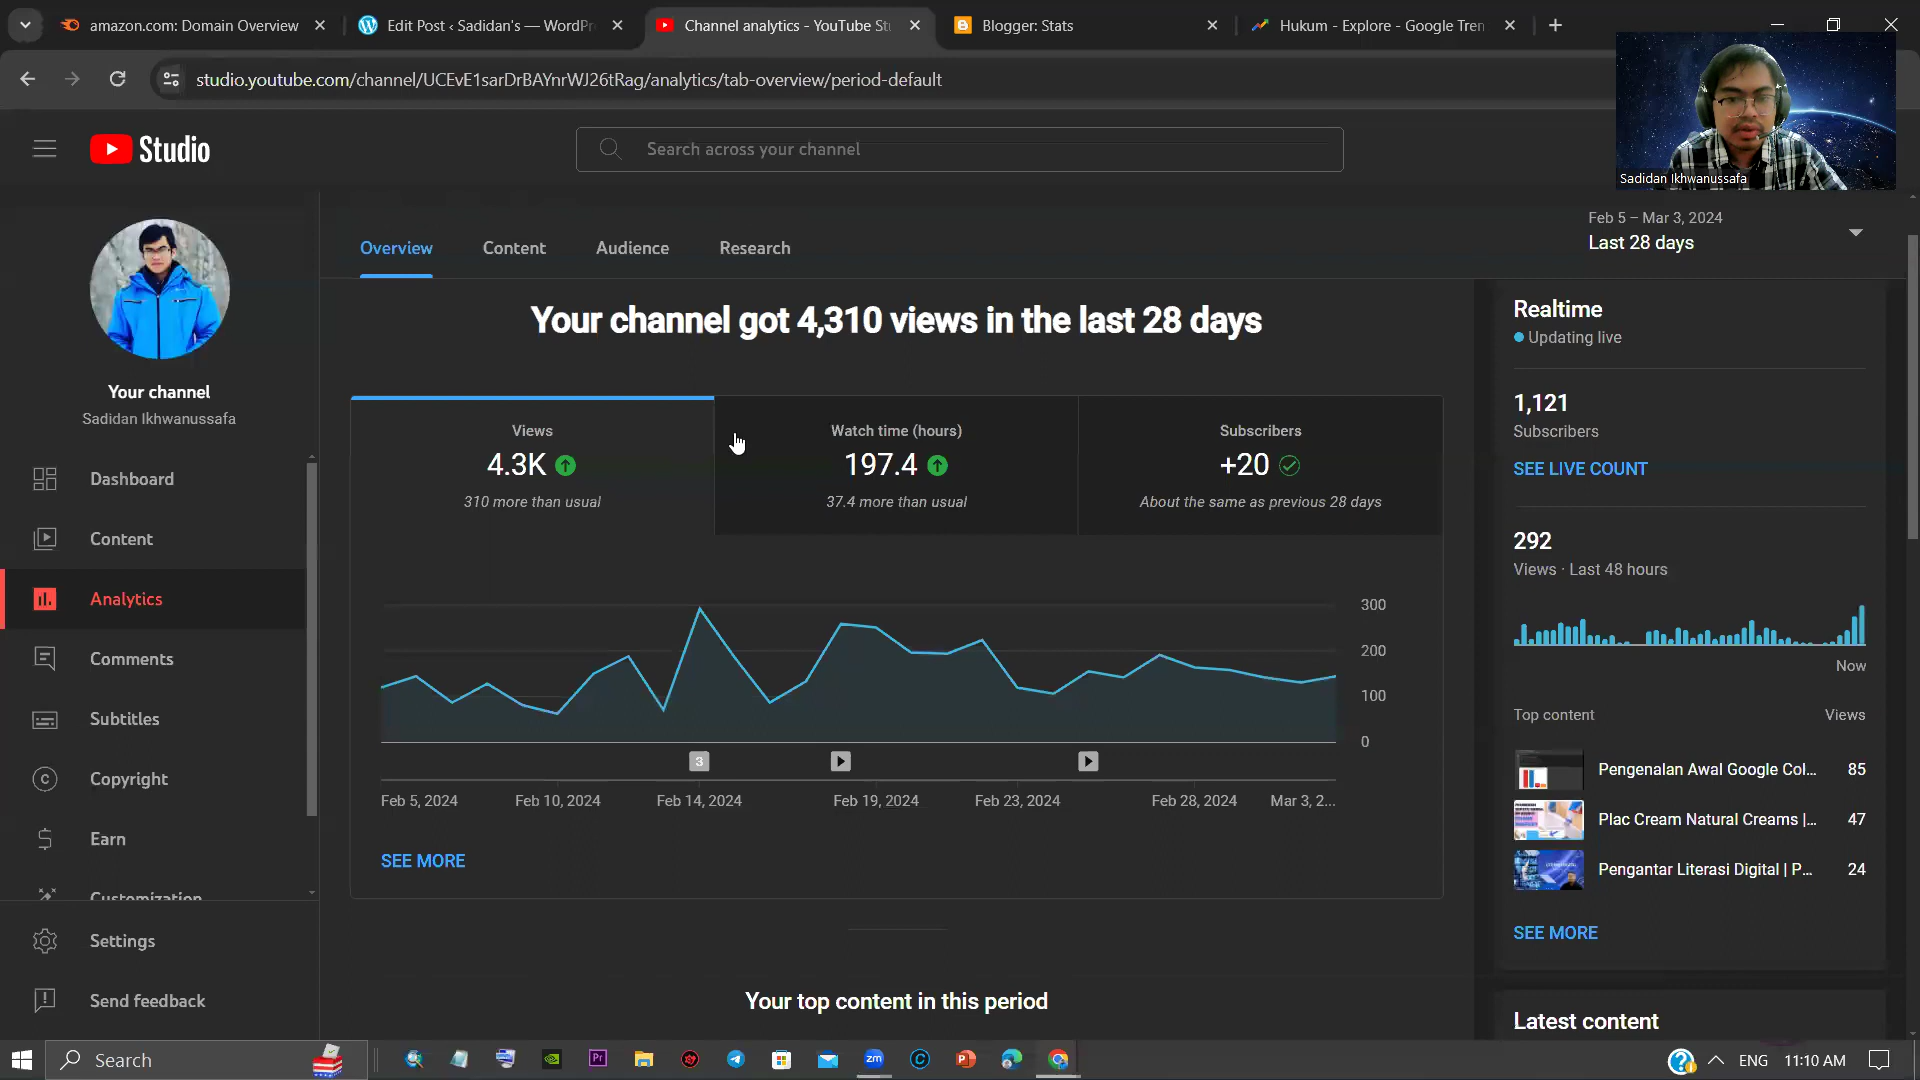 amazon.com: Domain Overview
Edit Post ‹ Sadidan's — WordPr
Channel analytics - YouTube St
Blogger: Stats
Hukum - Explore - Google Tren
studio.youtube.com/channel/UCEvE1sarDrBAYnrWJ26tRag/analytics/tab-overview/period-default
Studio
Search across your channel
Sadidan Ikhwanussafa
Your channel
Sadidan Ikhwanussafa
Dashboard
Content
Analytics
Comments
Subtitles
Copyright
Earn
Customization
Settings
Send feedback
Overview
Content
Audience
Research
Feb 5 – Mar 3, 2024
Last 28 days
Your channel got 4,310 views in the last 28 days
Views
4.3K
310 more than usual
Watch time (hours)
197.4
37.4 more than usual
Subscribers
+20
About the same as previous 28 days
300
200
100
0
3
Feb 5, 2024
Feb 10, 2024
Feb 14, 2024
Feb 19, 2024
Feb 23, 2024
Feb 28, 2024
Mar 3, 2...
SEE MORE
Your top content in this period
Realtime
Updating live
1,121
Subscribers
SEE LIVE COUNT
292
Views · Last 48 hours
Now
Top content
Views
Pengenalan Awal Google Col...
85
Plac Cream Natural Creams |...
47
Pengantar Literasi Digital | P...
24
SEE MORE
Latest content
Search
Pr
zm
ENG
11:10 AM